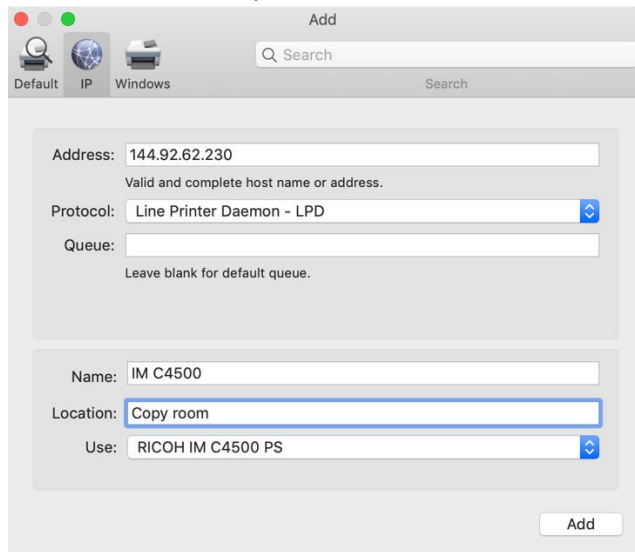 Add
Search
Default IP Windows Search
Address: 144.92.62.230
Valid and complete host name or address.
Protocol: Line Printer Daemon - LPD
Queue:
Leave blank for default queue.
Name: IM C4500
Location: Copy room
Use: RICOH IM C4500 PS
Add